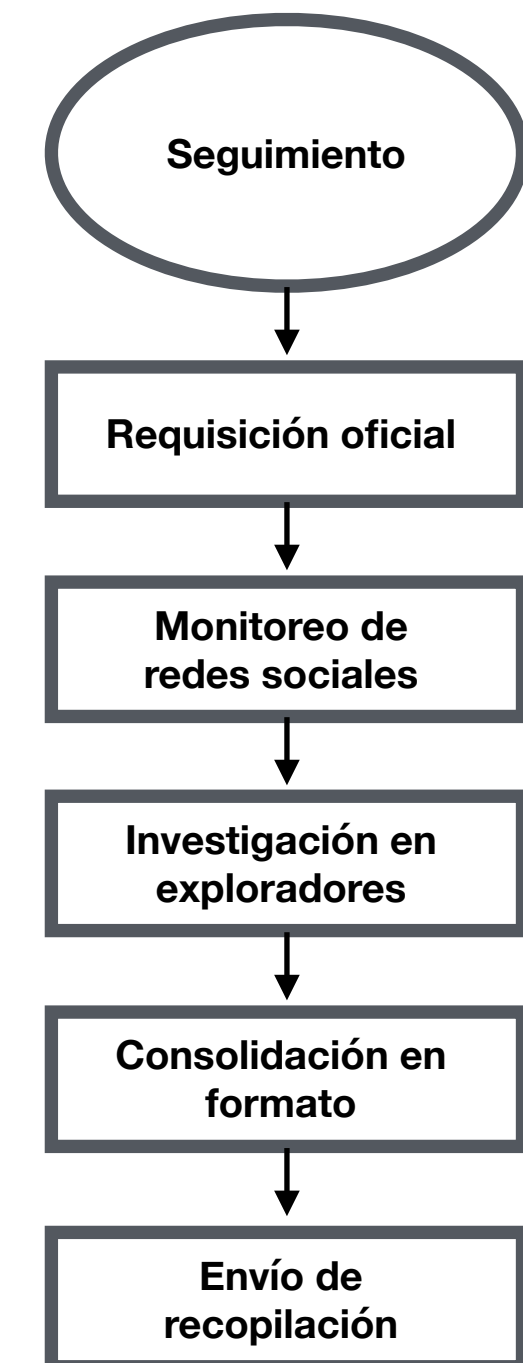 Seguimiento
Requisición oficial
Monitoreo de
redes sociales
Investigación en
exploradores
Consolidación en
formato
Envío de
recopilación